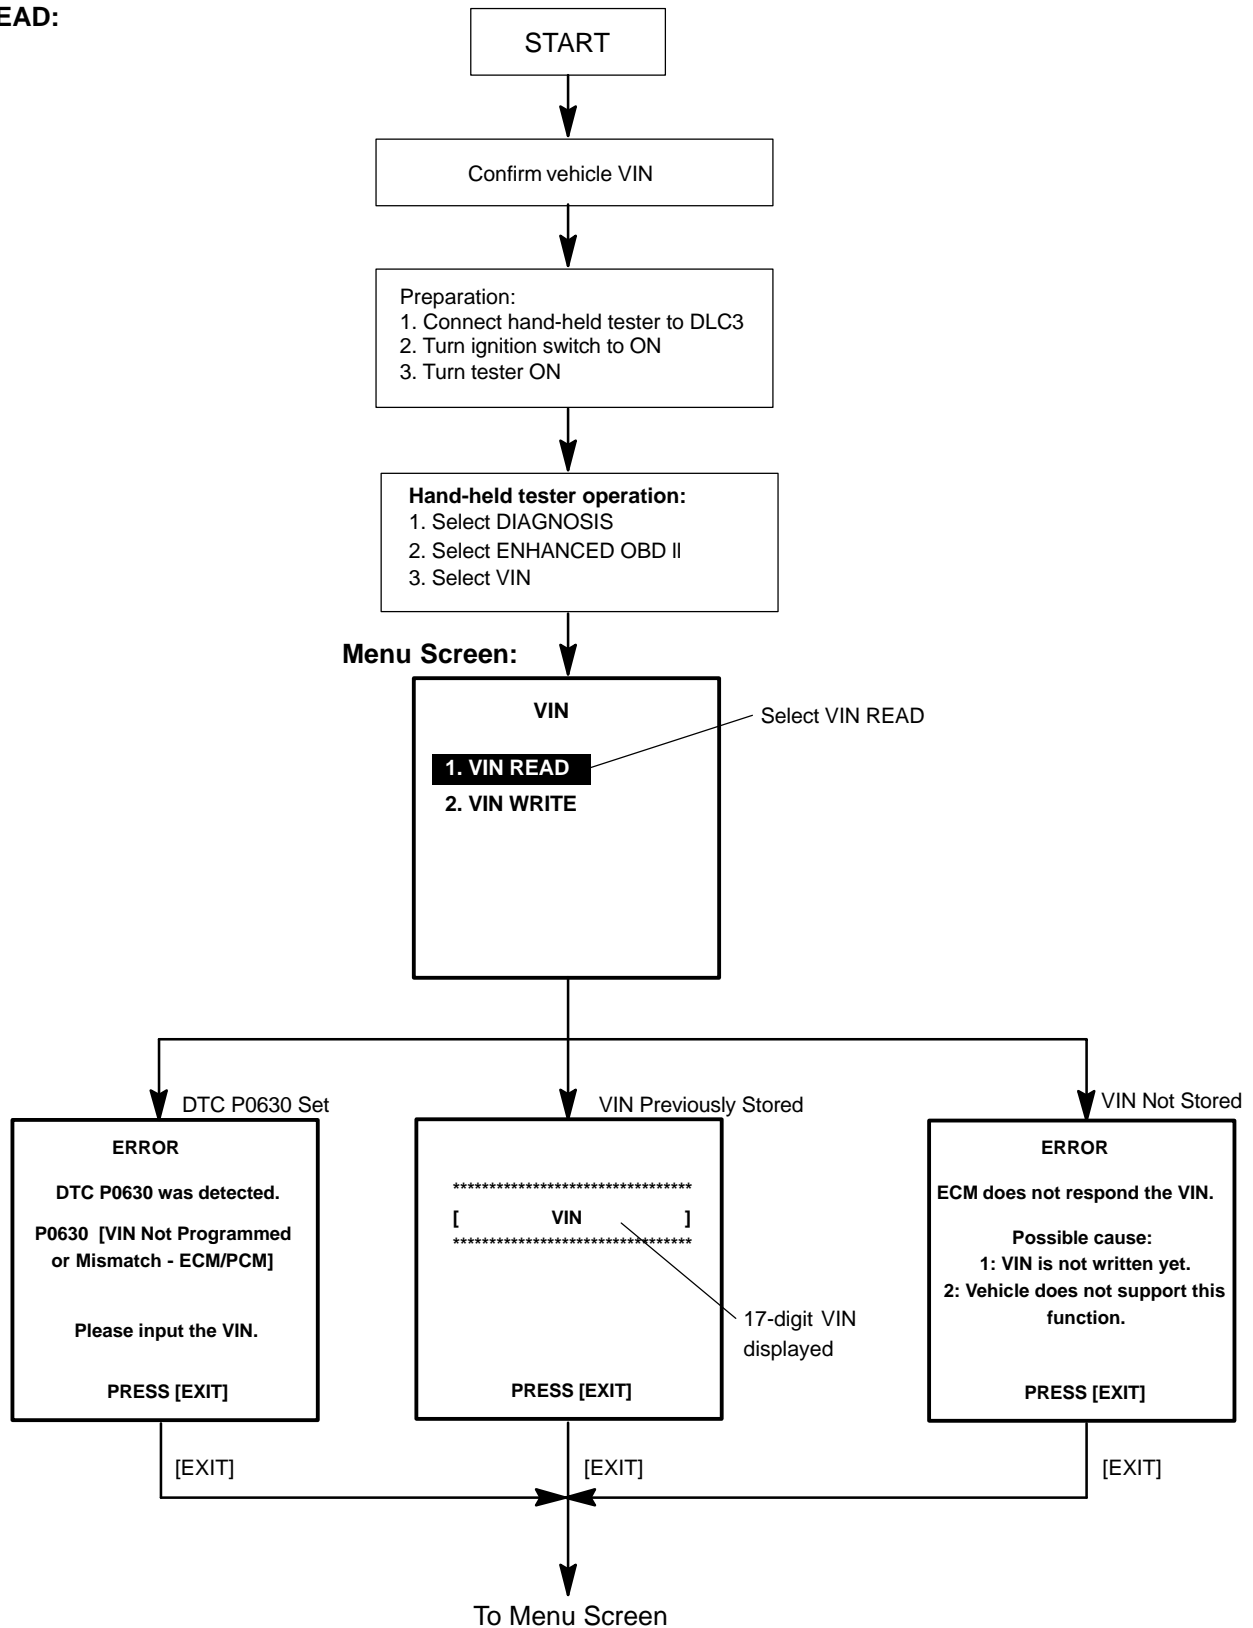 EAD:
START
Confirm vehicle VIN
Preparation:
1. Connect hand-held tester to DLC3
2. Turn ignition switch to ON
3. Turn tester ON
Hand-held tester operation:
1. Select DIAGNOSIS
2. Select ENHANCED OBD II
3. Select VIN
Menu Screen:
VIN
Select VIN READ
1. VIN READ
2. VIN WRITE
DTC P0630 Set
ERROR
DTC P0630 was detected.
P0630 [VIN Not Programmed
or Mismatch - ECM/PCM]
Please input the VIN.
PRESS [EXIT]
[EXIT]
VIN Previously Stored
*********************************
[ VIN ]
*********************************
17-digit VIN
displayed
PRESS [EXIT]
[EXIT]
VIN Not Stored
ERROR
ECM does not respond the VIN.
Possible cause:
1: VIN is not written yet.
2: Vehicle does not support this
function.
PRESS [EXIT]
[EXIT]
To Menu Screen